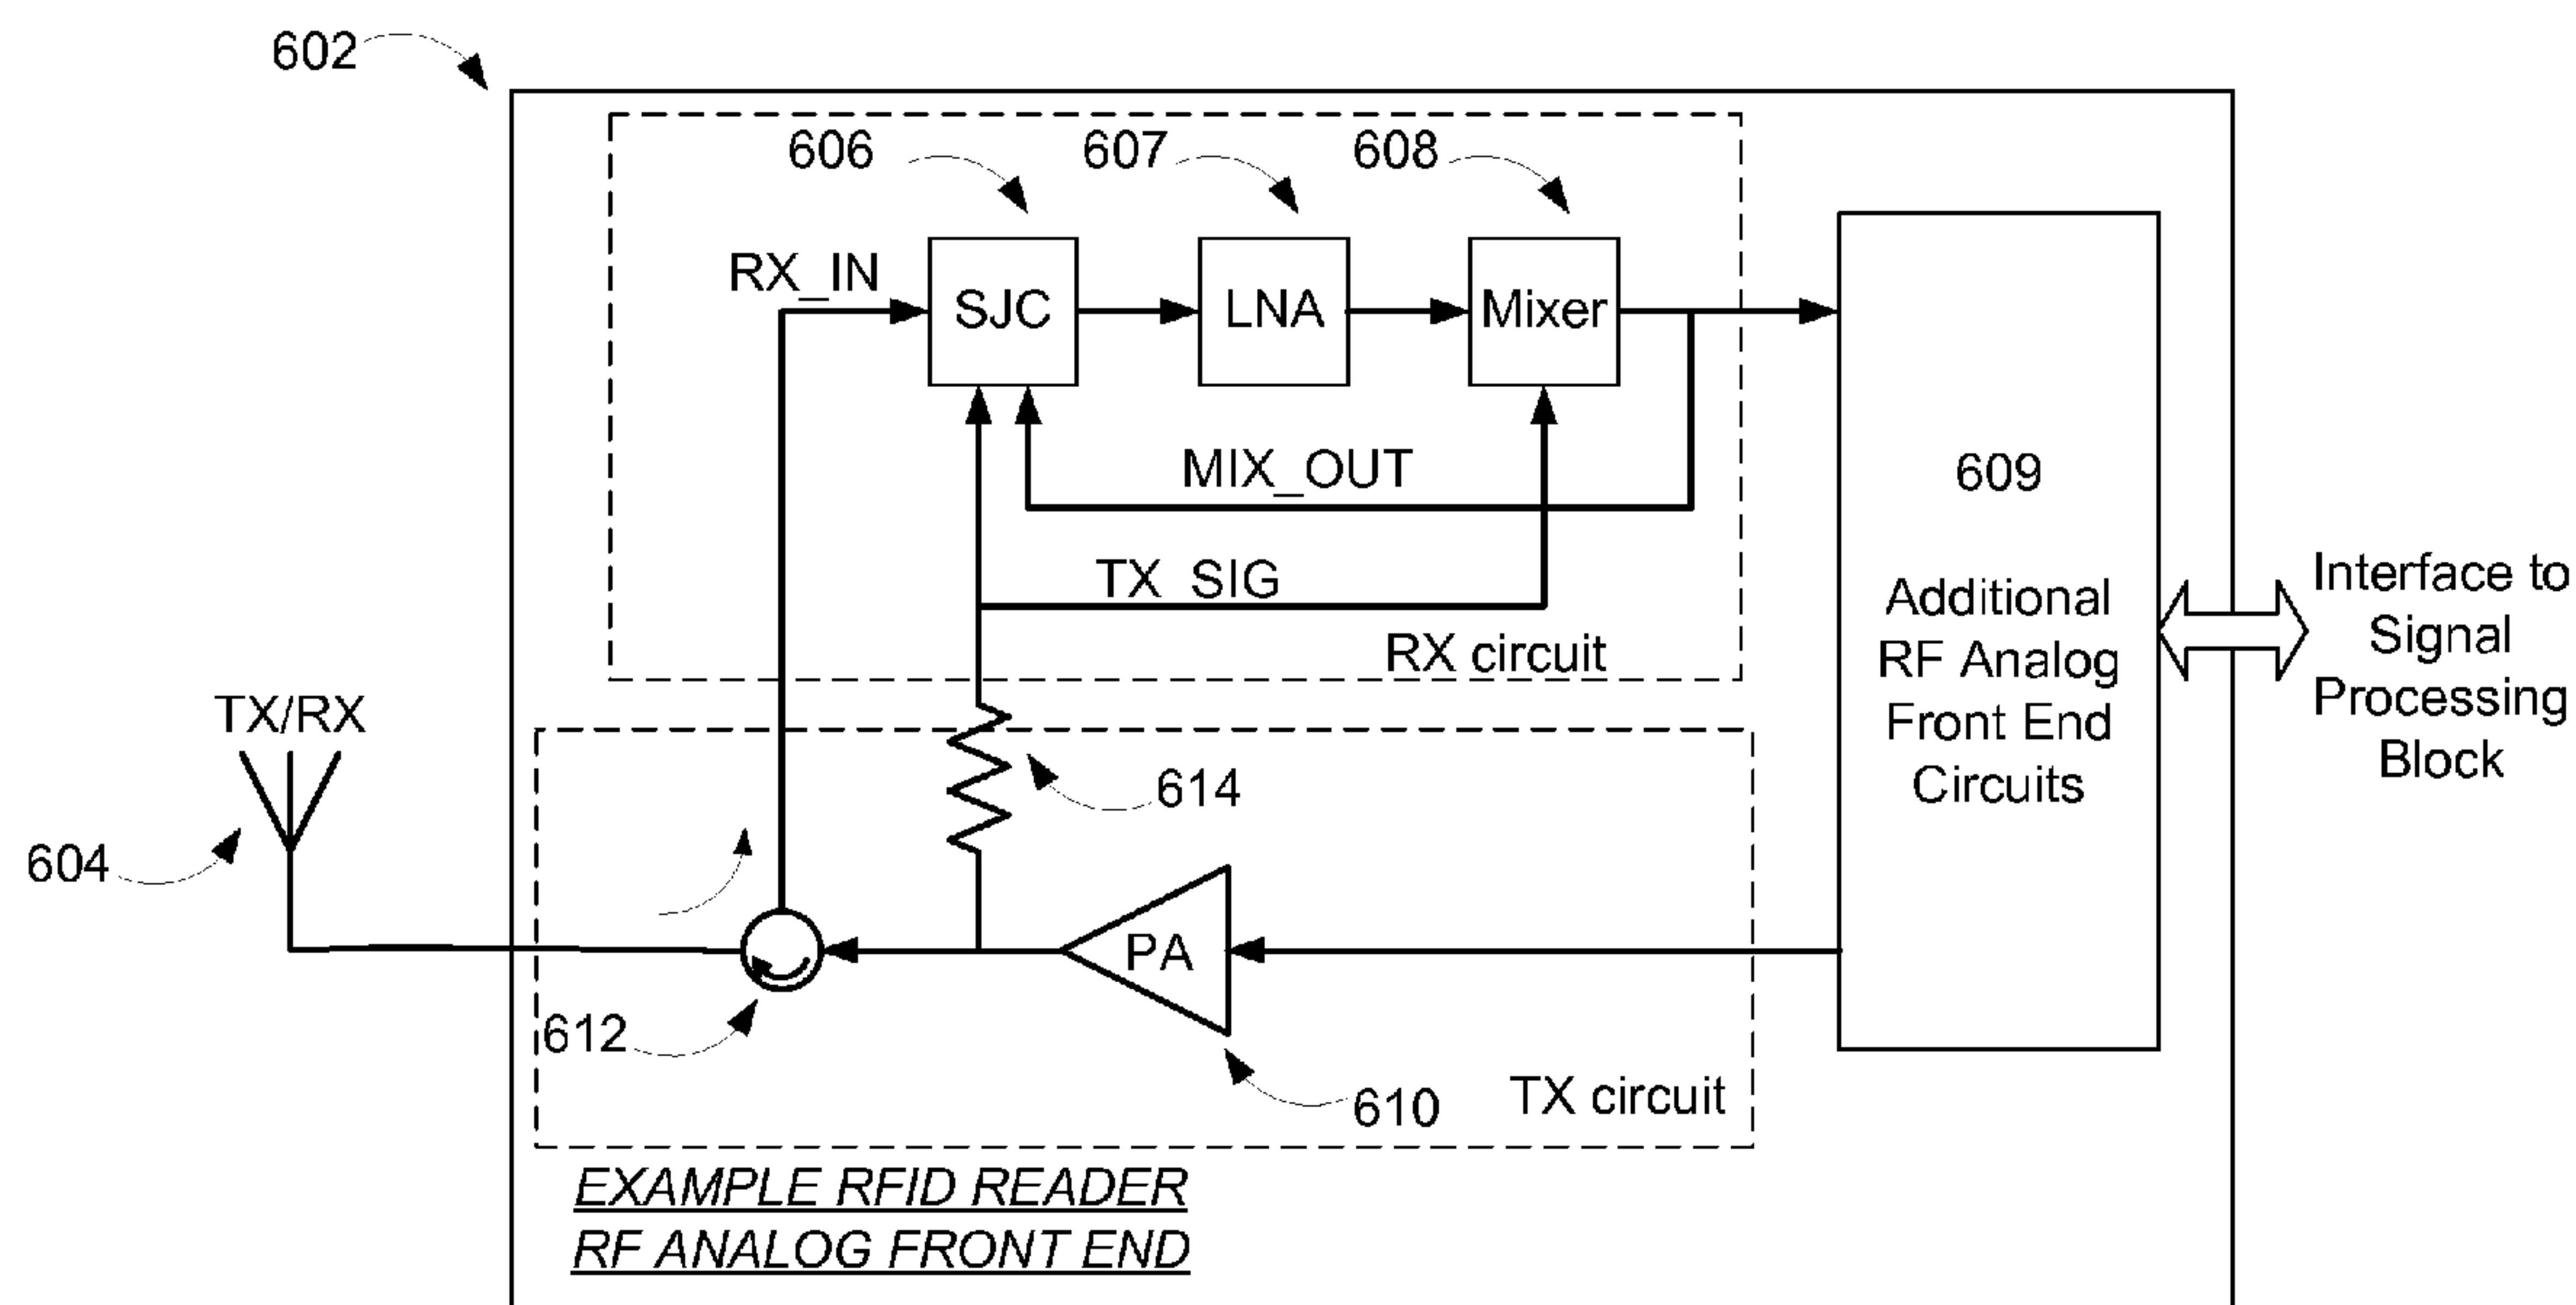 602
606
607
608
RX_IN
SJC
LNA
Mixer
MIX_OUT
TX_SIG
RX circuit
609
Additional
RF Analog
Front End
Circuits
Interface to
Signal
Processing
Block
TX/RX
604
614
PA
612
610
TX circuit
EXAMPLE RFID READER
RF ANALOG FRONT END